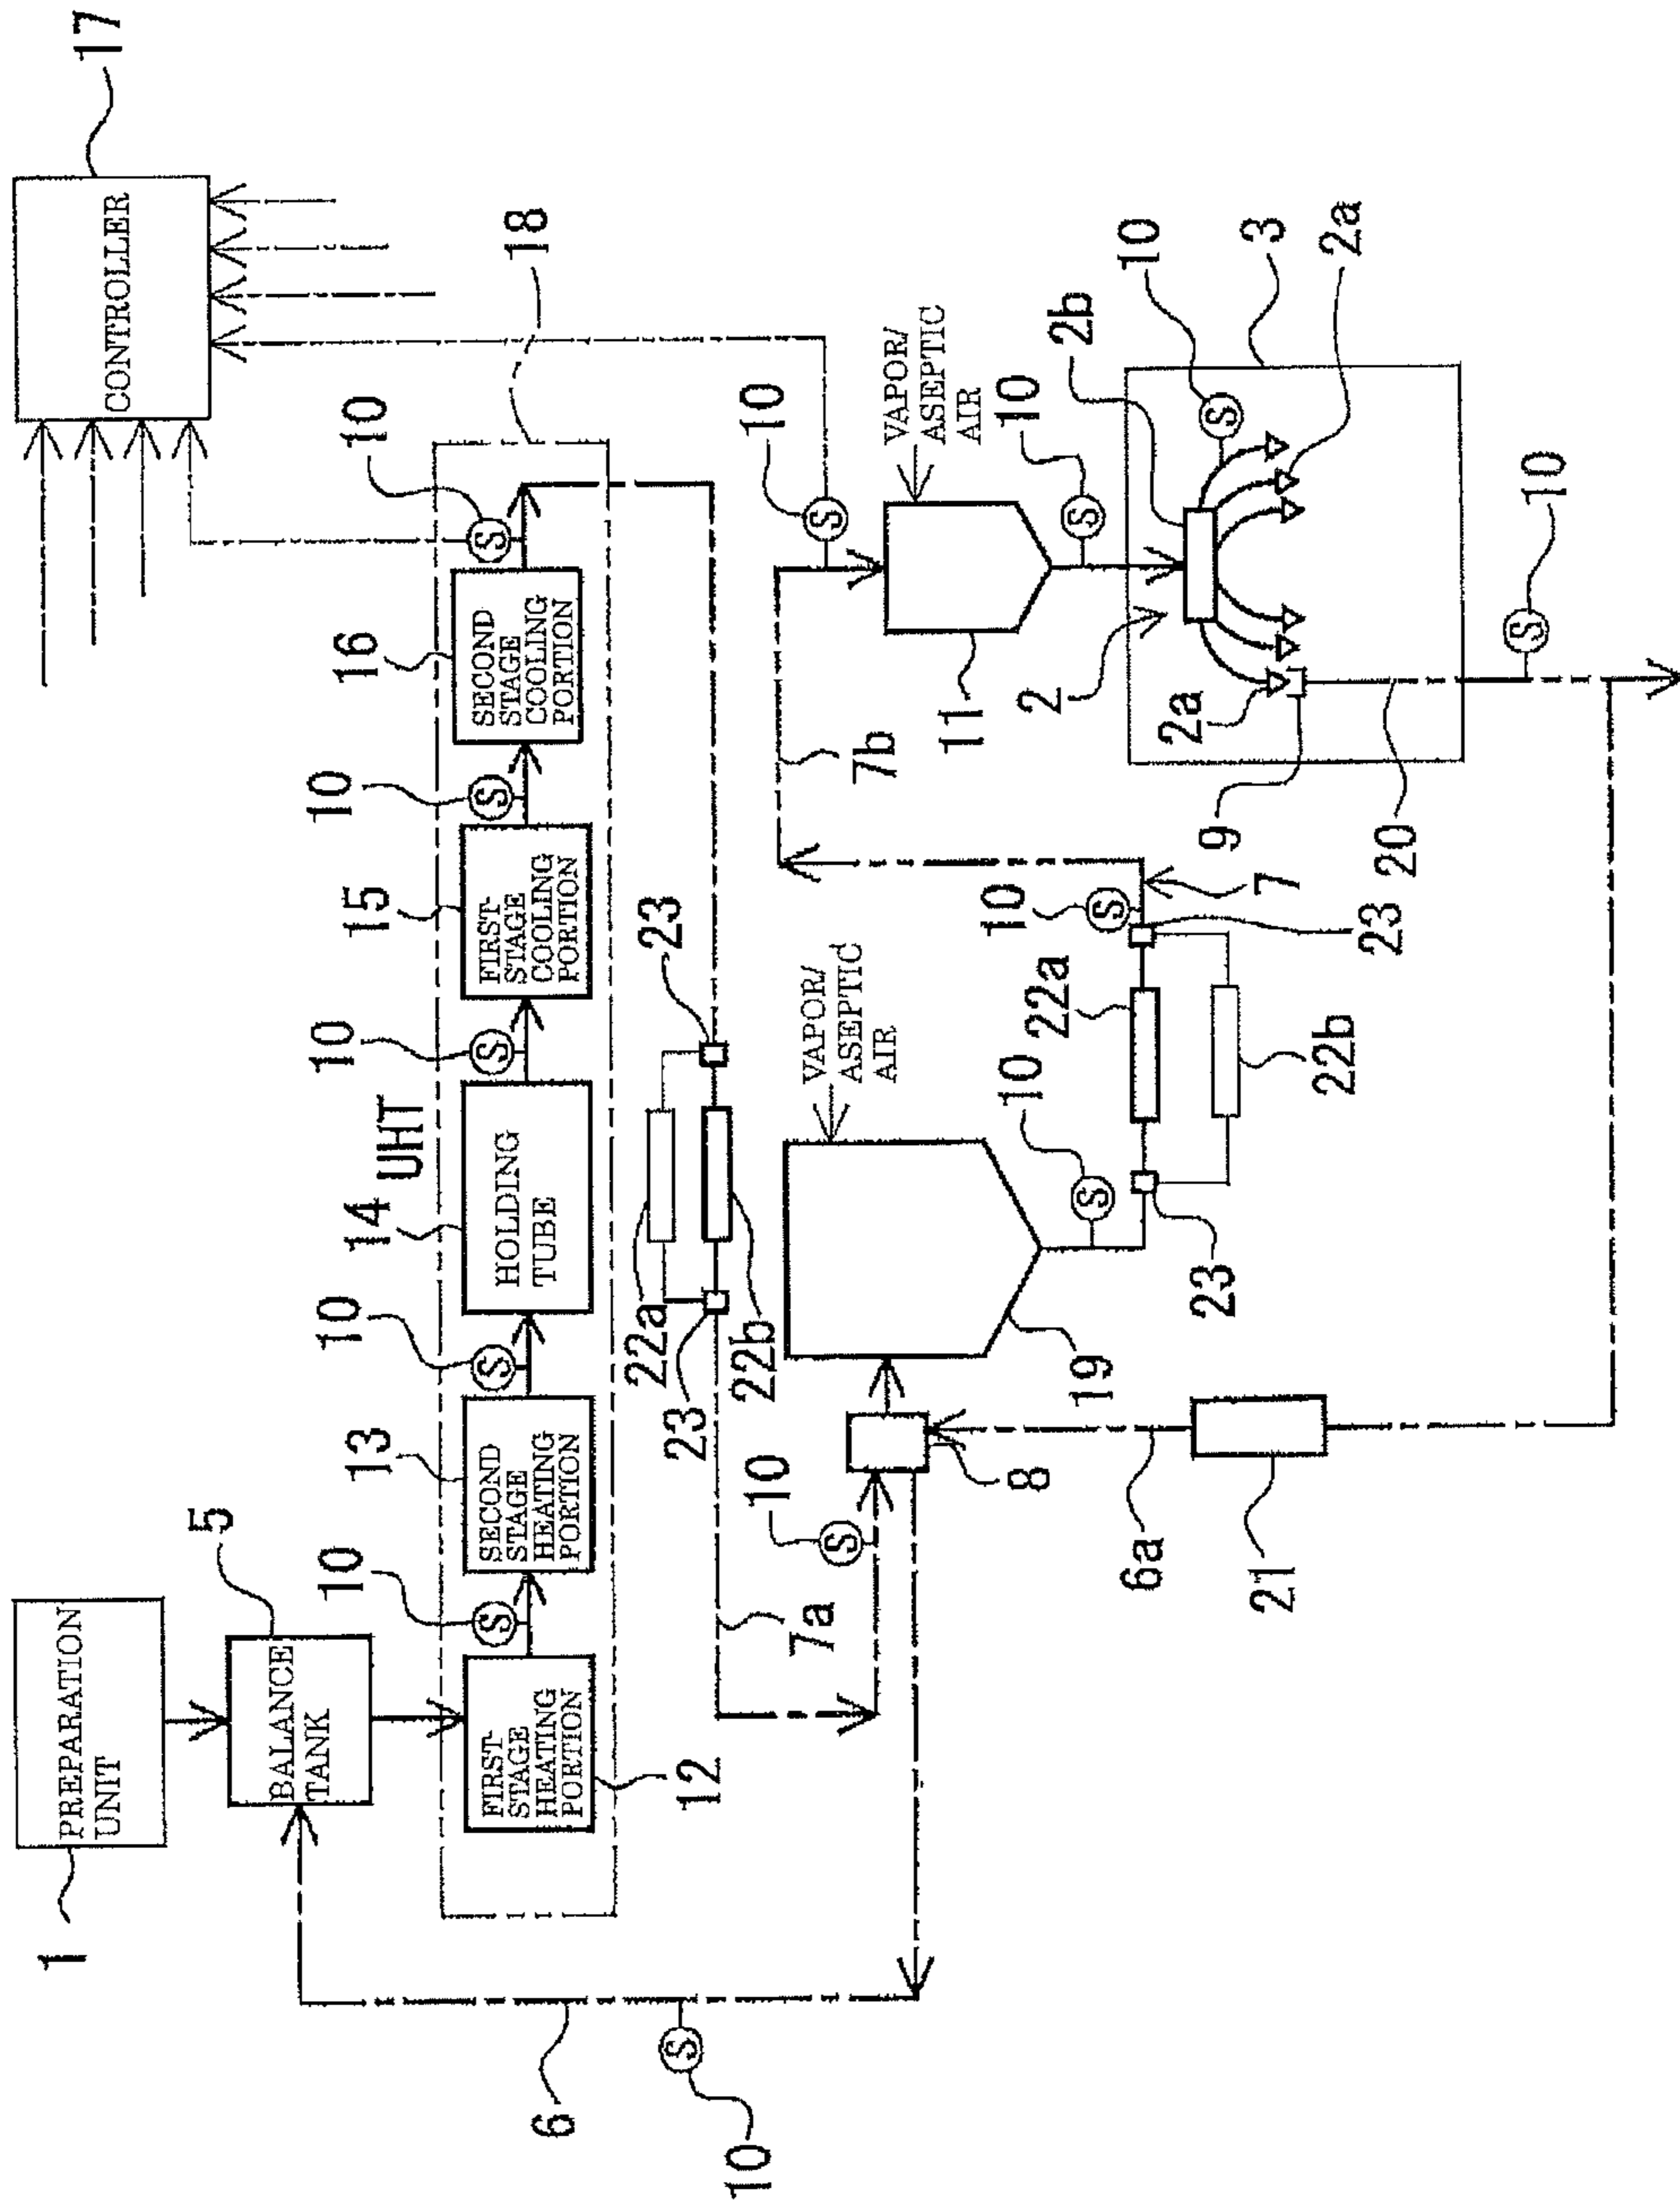 1
PREPARATION
UNIT
5
BALANCE
TANK
6
10
S
FIRST-
STAGE
HEATING
PORTION
12
10
S
13
SECOND
STAGE
HEATING
PORTION
10
S
14
UHT
HOLDING
TUBE
10
S
15
FIRST-
STAGE
COOLING
PORTION
10
S
16
SECOND
STAGE
COOLING
PORTION
10
S
18
CONTROLLER
17
22a
22b
23
23
7a
10
S
8
6a
21
VAPOR/
ASEPTIC
AIR
19
10
S
23
22a
22b
23
10
S
7
7b
10
S
VAPOR/
ASEPTIC
AIR
11
10
S
2
2b
10
S
3
2a
2a
9
20
10
S